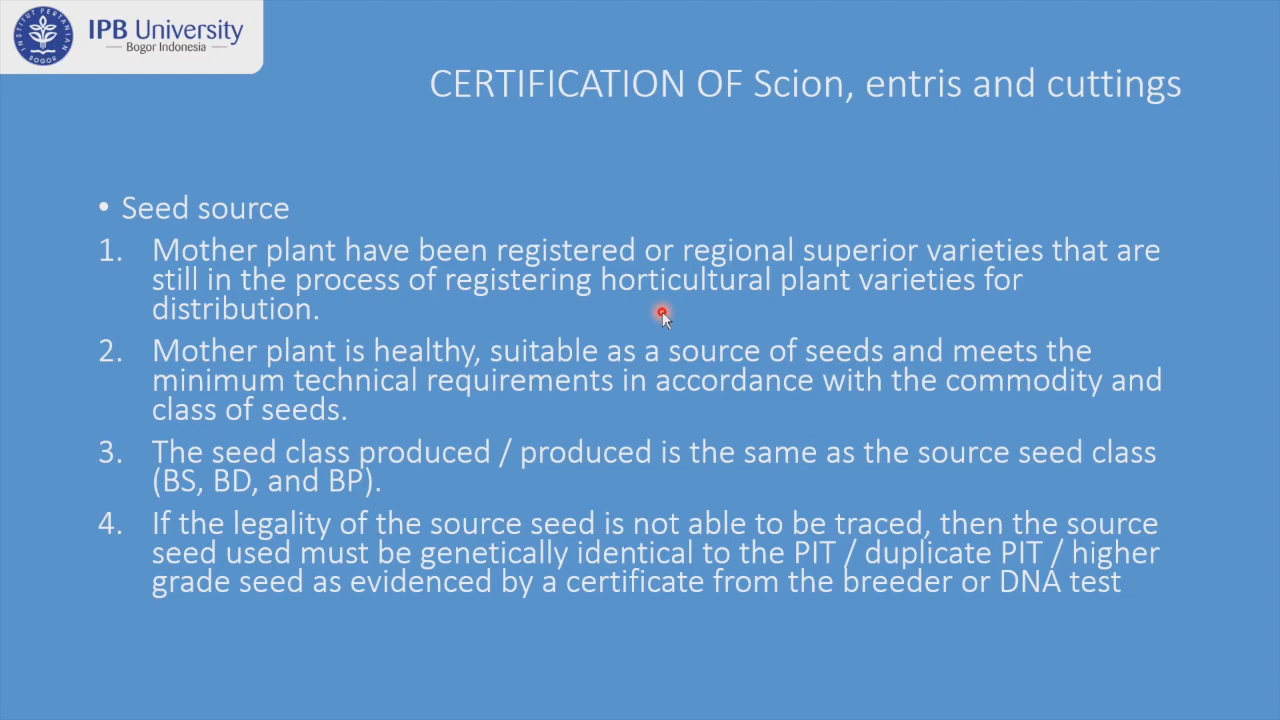 INSTITUT PERTANIAN
BOGOR
IPB University
Bogor Indonesia
CERTIFICATION OF Scion, entris and cuttings
• Seed source
1. Mother plant have been registered or regional superior varieties that are
still in the process of registering horticultural plant varieties for
distribution.
2. Mother plant is healthy, suitable as a source of seeds and meets the
minimum technical requirements in accordance with the commodity and
class of seeds.
3. The seed class produced / produced is the same as the source seed class
(BS, BD, and BP).
4. If the legality of the source seed is not able to be traced, then the source
seed used must be genetically identical to the PIT / duplicate PIT / higher
grade seed as evidenced by a certificate from the breeder or DNA test